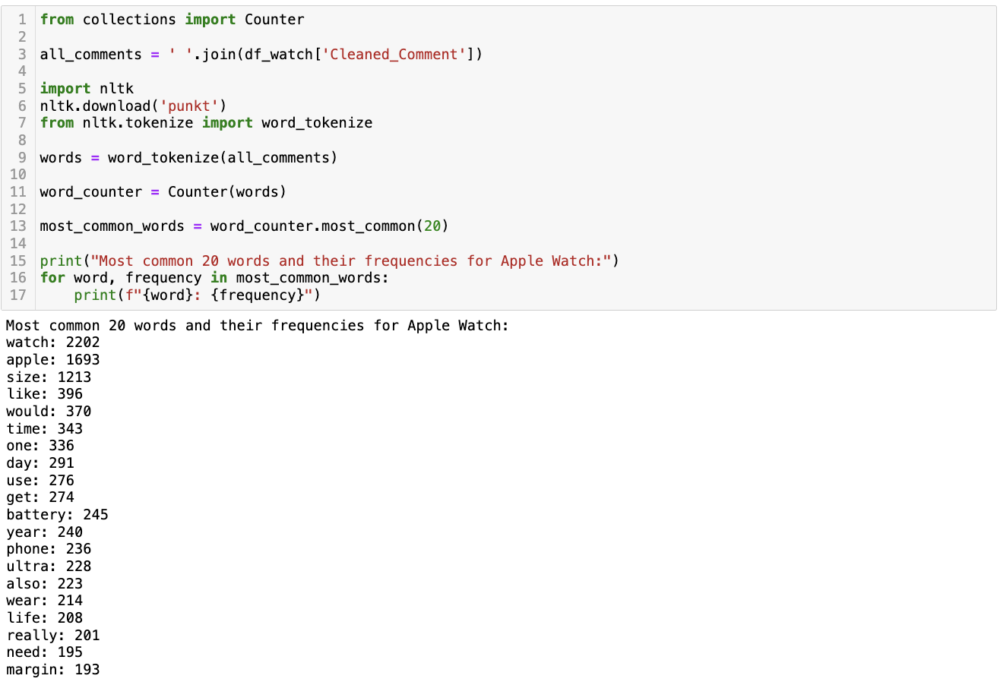 1 from collections import Counter
2
3 all_comments = ' '.join(df_watch['Cleaned_Comment'])
4
5 import nltk
6 nltk.download('punkt')
7 from nltk.tokenize import word_tokenize
8
9 words = word_tokenize(all_comments)
10
11 word_counter = Counter(words)
12
13 most_common_words = word_counter.most_common(20)
14
15 print("Most common 20 words and their frequencies for Apple Watch:")
16 for word, frequency in most_common_words:
17     print(f"{word}: {frequency}")
Most common 20 words and their frequencies for Apple Watch:
watch: 2202
apple: 1693
size: 1213
like: 396
would: 370
time: 343
one: 336
day: 291
use: 276
get: 274
battery: 245
year: 240
phone: 236
ultra: 228
also: 223
wear: 214
life: 208
really: 201
need: 195
margin: 193